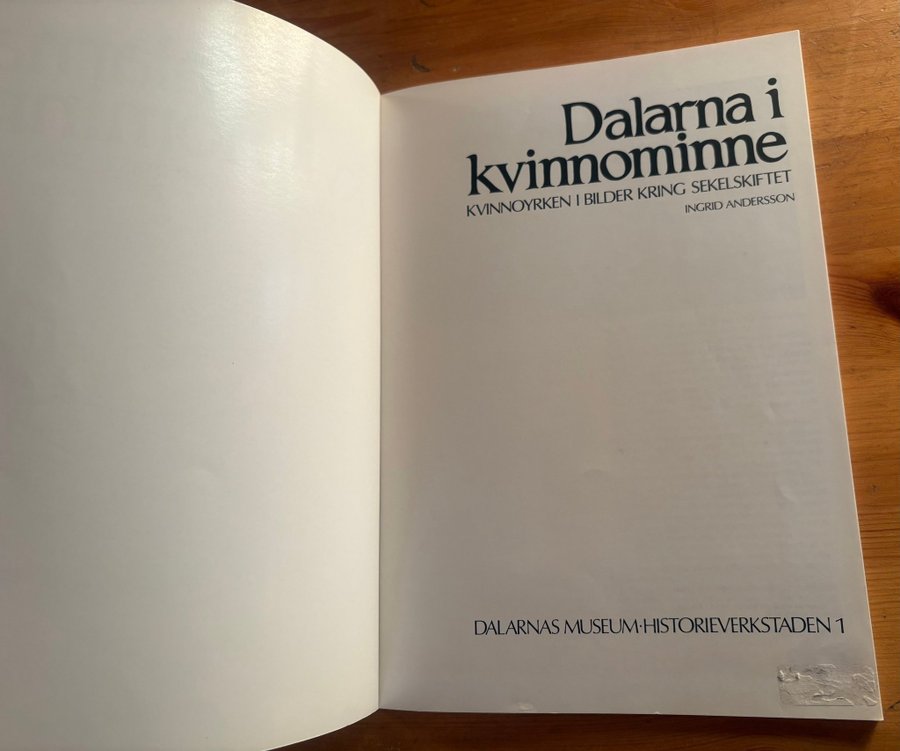 Dalarna i
kvinnominne
KVINNOYRKEN I BILDER KRING SEKELSKIFTET
INGRID ANDERSSON
DALARNAS MUSEUM·HISTORIEVERKSTADEN 1